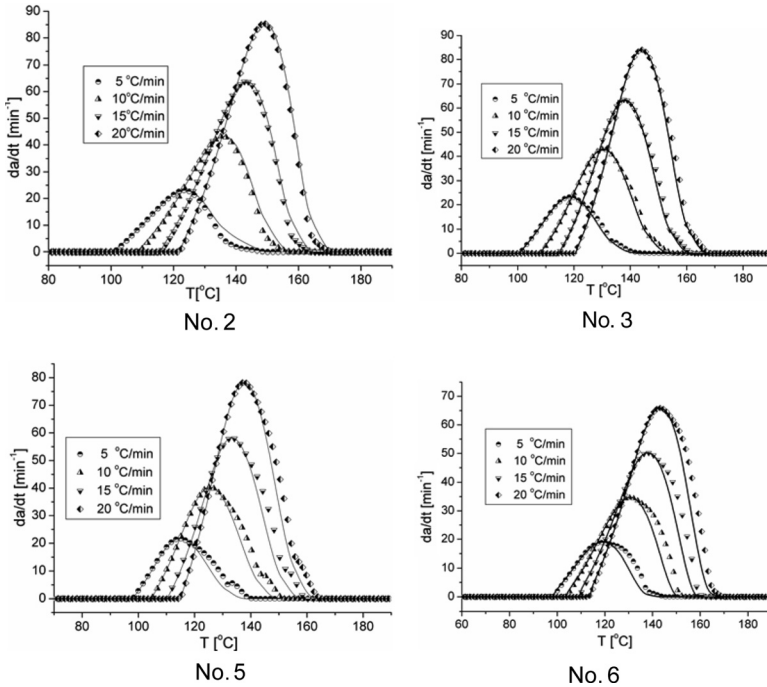 90
80
70
60
50
40
30
20
10
0
da/dt [min⁻¹]
5 °C/min
10°C/min
15°C/min
20°C/min
80 100 120 140 160 180
T[°C]
No. 2
90
80
70
60
50
40
30
20
10
0
da/dt [min⁻¹]
5 °C/min
10 °C/min
15 °C/min
20 °C/min
80 100 120 140 160 180
T [°C]
No. 3
80
70
60
50
40
30
20
10
0
da/dt [min⁻¹]
5 °C/min
10 °C/min
15 °C/min
20 °C/min
80 100 120 140 160 180
T [°C]
No. 5
70
60
50
40
30
20
10
0
da/dt [min⁻¹]
5 °C/min
10 °C/min
15 °C/min
20 °C/min
60 80 100 120 140 160 180
T [°C]
No. 6